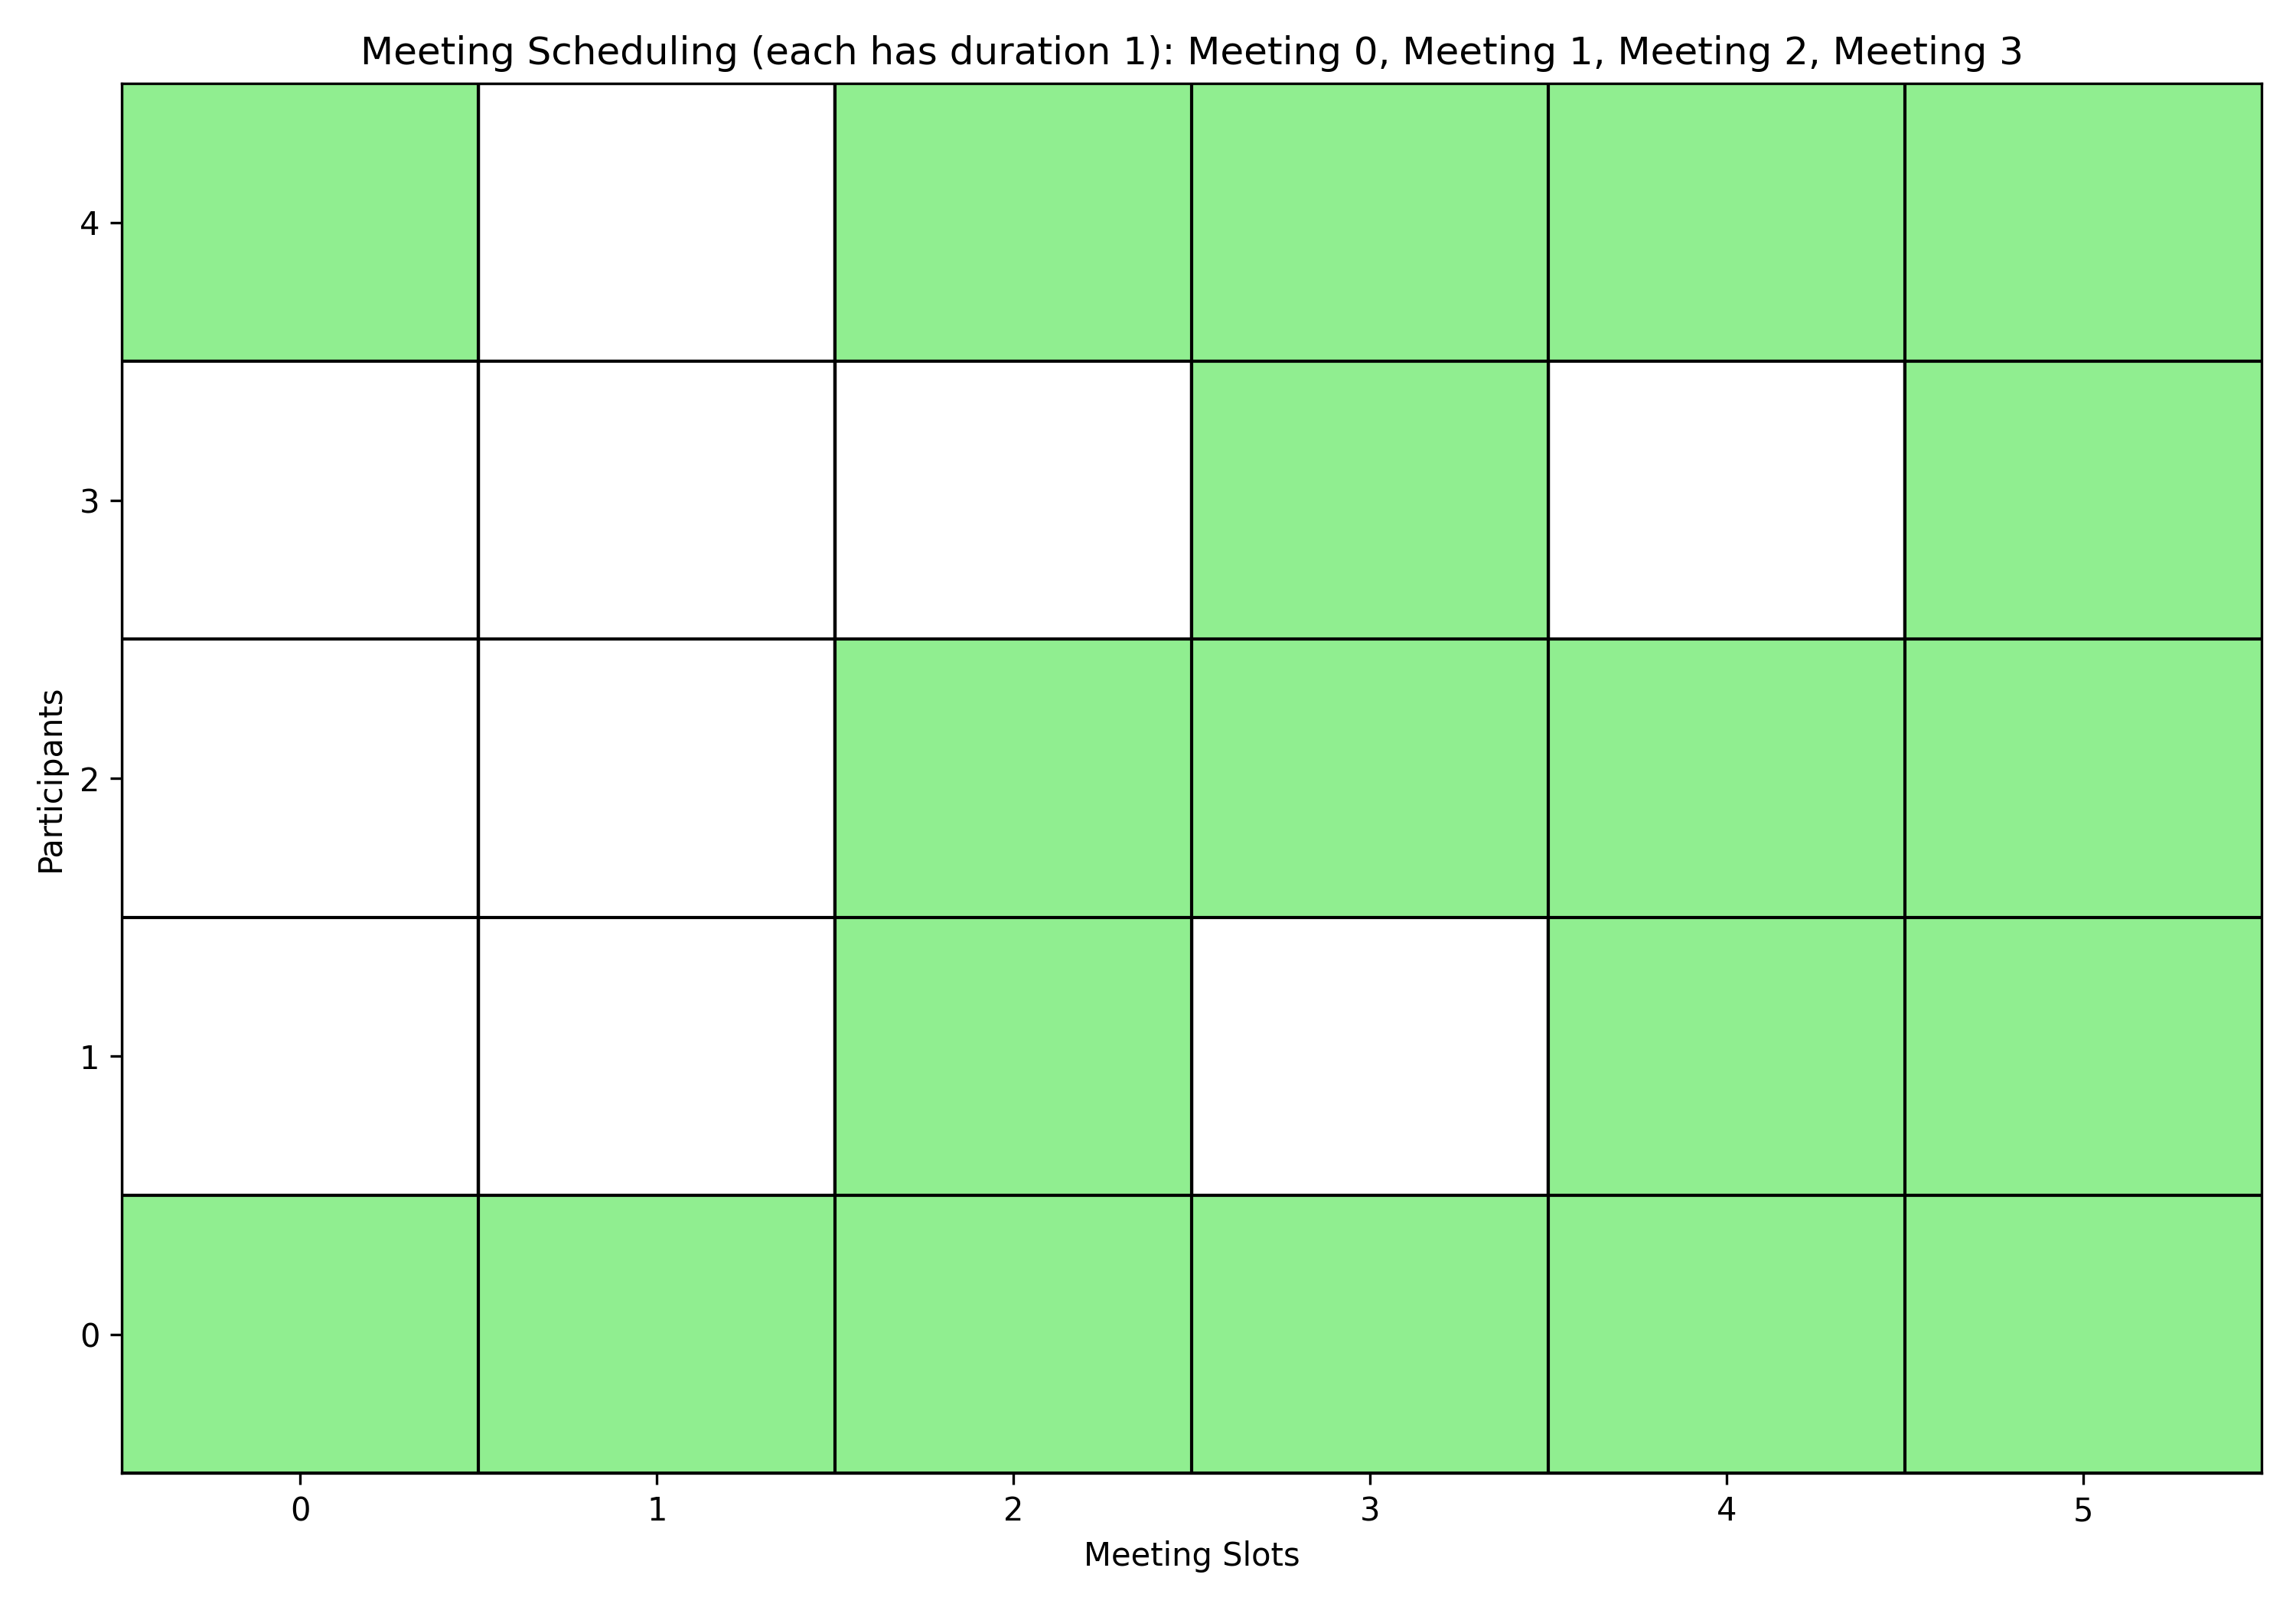 Meeting Scheduling (each has duration 1): Meeting 0, Meeting 1, Meeting 2, Meeting 3
4
3
2
1
0
Participants
0 1 2 3 4 5
Meeting Slots